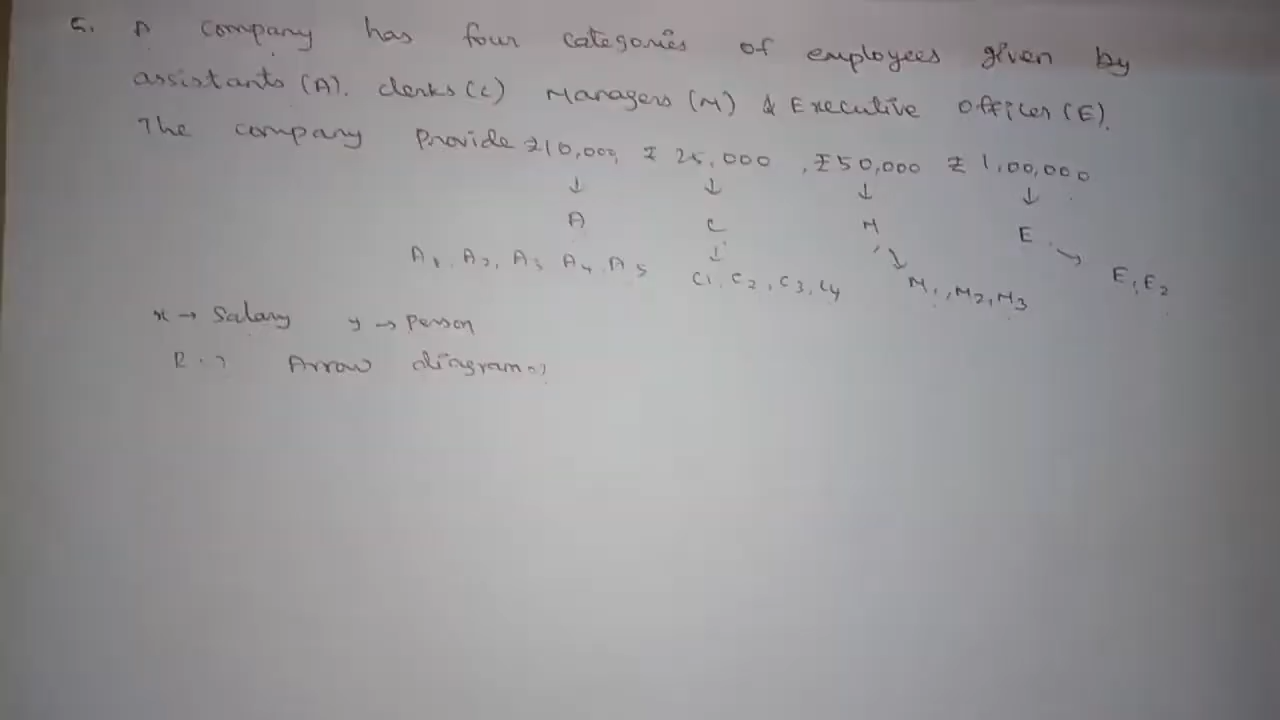 5. A company has four categories of employees given by
assistants (A). clerks (C) Managers (M) & Executive Officer (E).
The company Provide ₹10,000, ₹ 25,000, ₹50,000 ₹ 1,00,000
↓ ↓ ↓ ↓
A C M E
A1, A2, A3 A4, A5 C1, C2, C3, C4 M1, M2, M3 E1 E2
x → Salary y → Person
R : ? Arrow diagram: